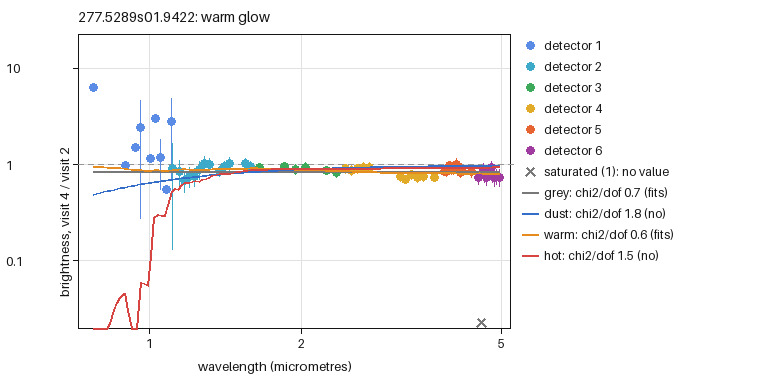 277.5289s01.9422: warm glow
10
1
0.1
brightness, visit 4 / visit 2
1
2
5
wavelength (micrometres)
detector 1
detector 2
detector 3
detector 4
detector 5
detector 6
saturated (1): no value
grey: chi2/dof 0.7 (fits)
dust: chi2/dof 1.8 (no)
warm: chi2/dof 0.6 (fits)
hot: chi2/dof 1.5 (no)